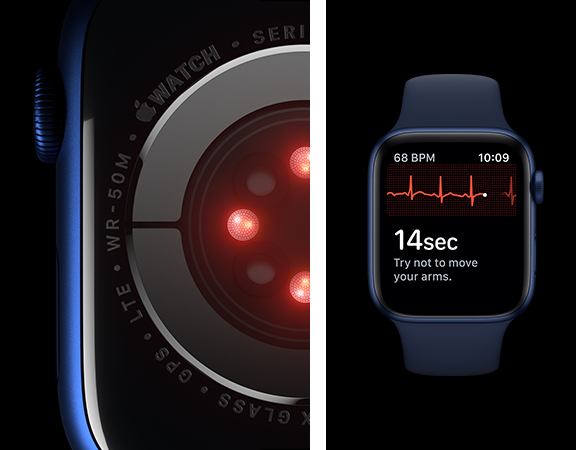 WATCH • SERI
WR-50M •
LTE •
GPS •
X GLASS •
68 BPM
10:09
14sec
Try not to move
your arms.